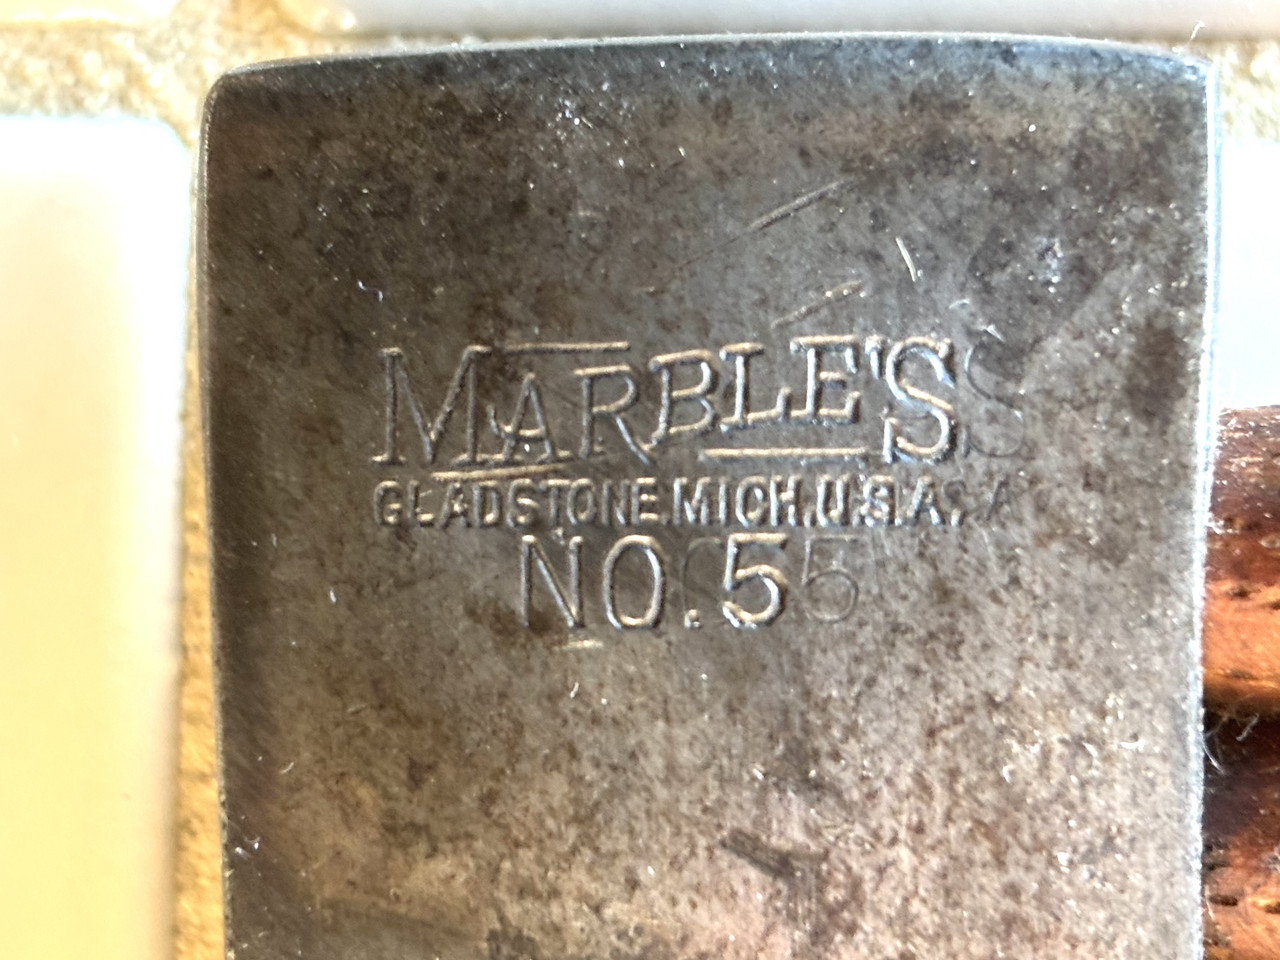 MARBLE'S
GLADSTONE, MICH. U.S.A.
NO. 5